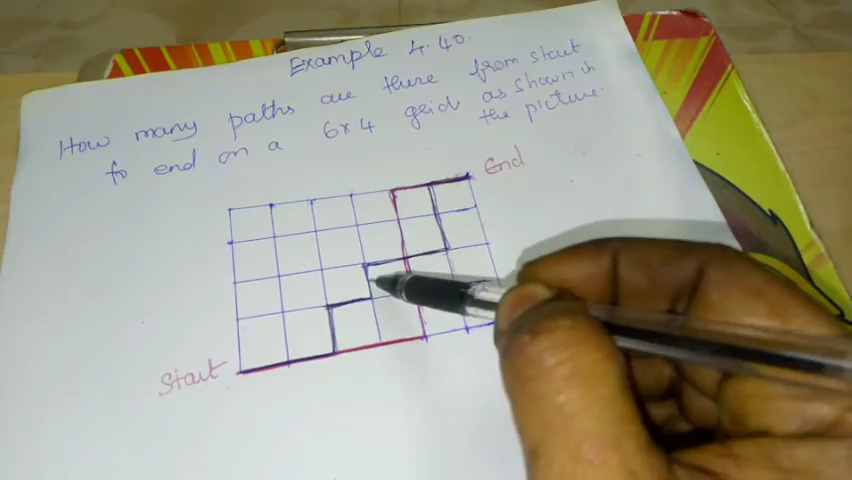 Example 4.40.
How many paths are there from start
to end on a 6x4 grid as shown in
the picture.
End
Start